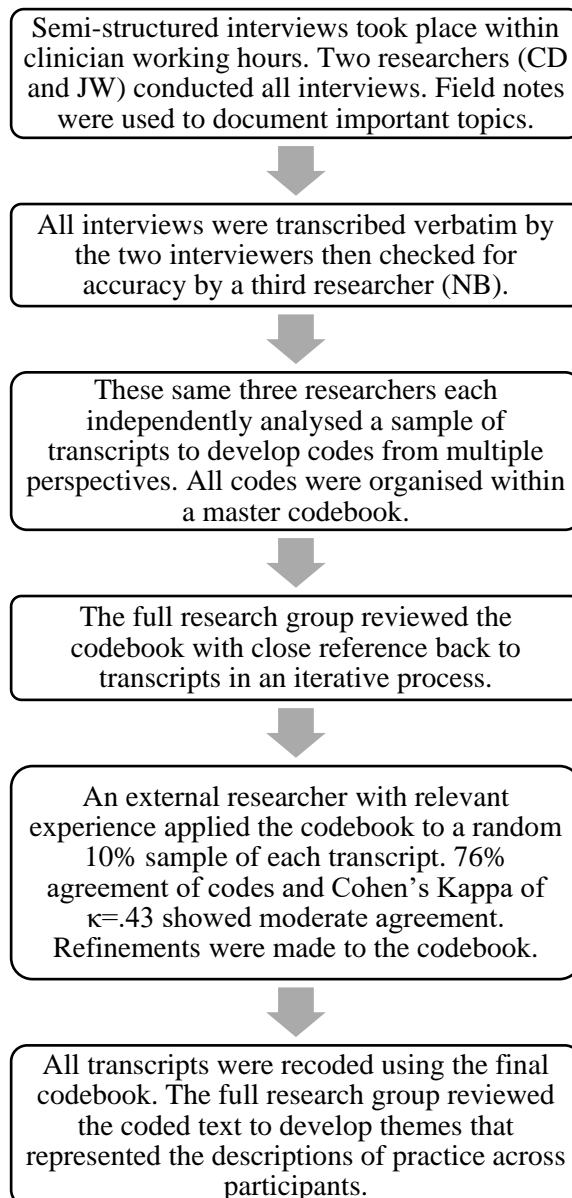 Semi-structured interviews took place within
clinician working hours. Two researchers (CD
and JW) conducted all interviews. Field notes
were used to document important topics.
All interviews were transcribed verbatim by
the two interviewers then checked for
accuracy by a third researcher (NB).
These same three researchers each
independently analysed a sample of
transcripts to develop codes from multiple
perspectives. All codes were organised within
a master codebook.
The full research group reviewed the
codebook with close reference back to
transcripts in an iterative process.
An external researcher with relevant
experience applied the codebook to a random
10% sample of each transcript. 76%
agreement of codes and Cohen’s Kappa of
κ=.43 showed moderate agreement.
Refinements were made to the codebook.
All transcripts were recoded using the final
codebook. The full research group reviewed
the coded text to develop themes that
represented the descriptions of practice across
participants.